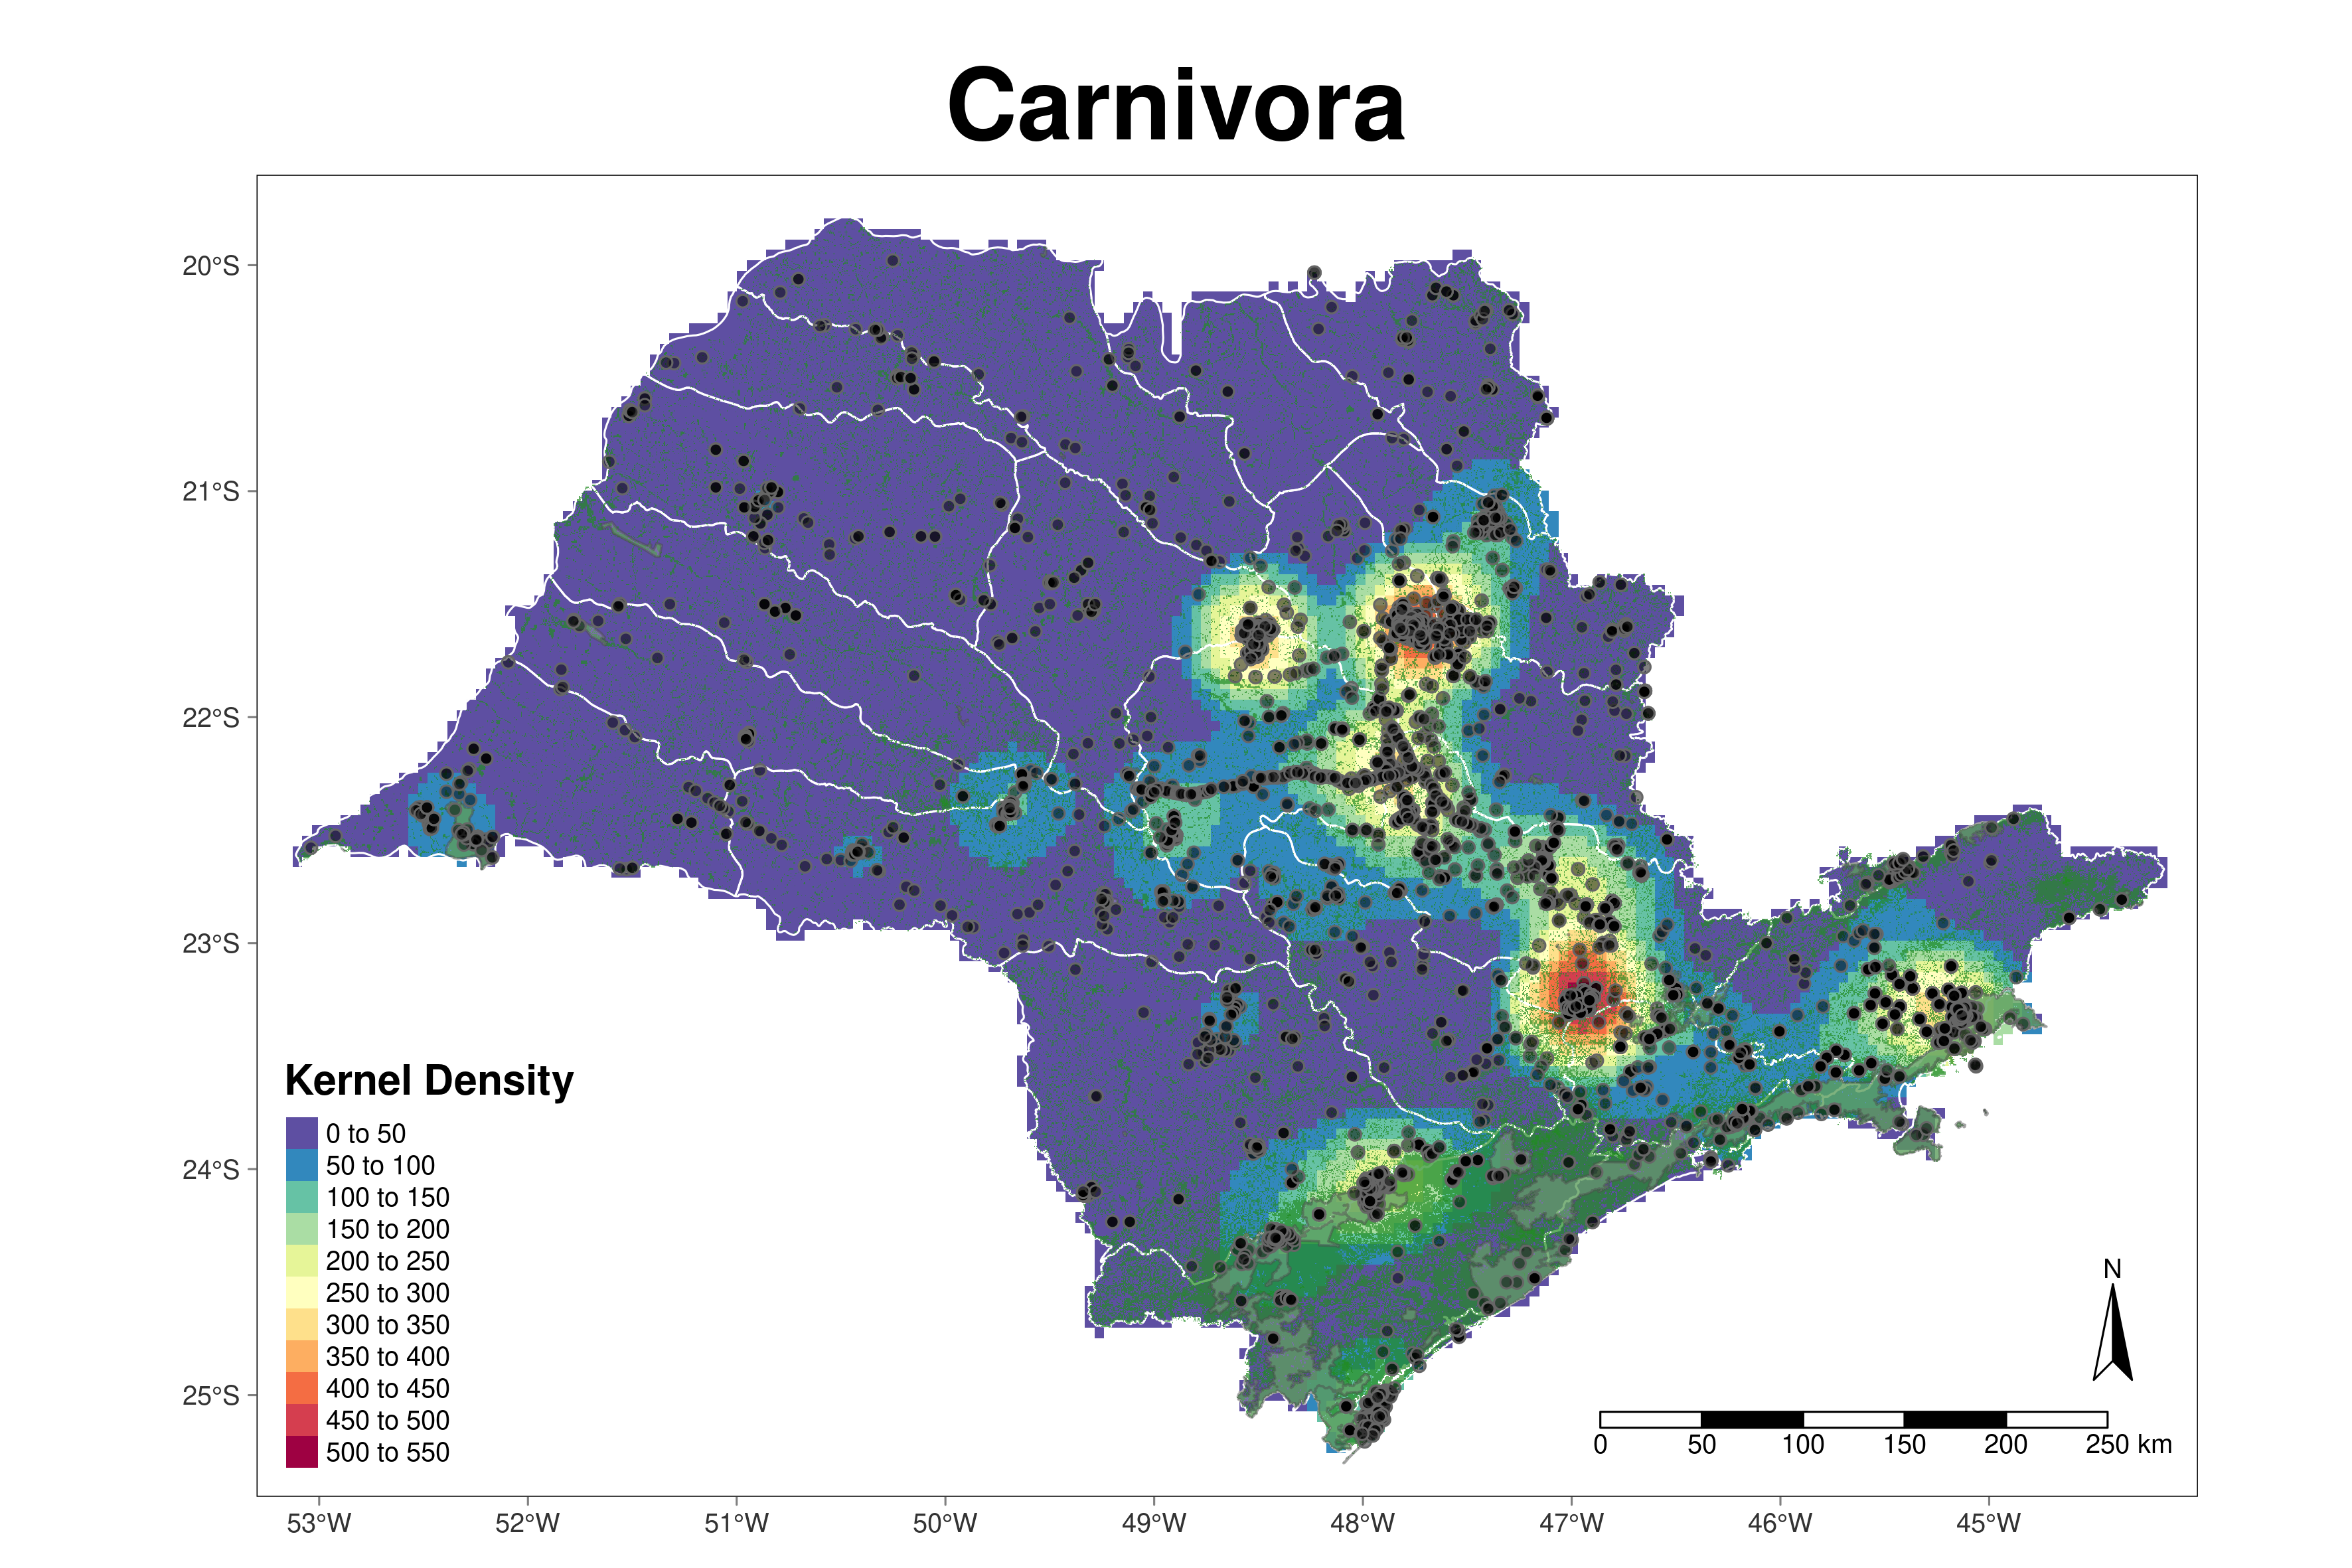 Carnivora
20°S
21°S
22°S
23°S
24°S
25°S
Kernel Density
0 to 50
50 to 100
100 to 150
150 to 200
200 to 250
250 to 300
300 to 350
350 to 400
400 to 450
450 to 500
500 to 550
N
0 50 100 150 200 250 km
53°W 52°W 51°W 50°W 49°W 48°W 47°W 46°W 45°W